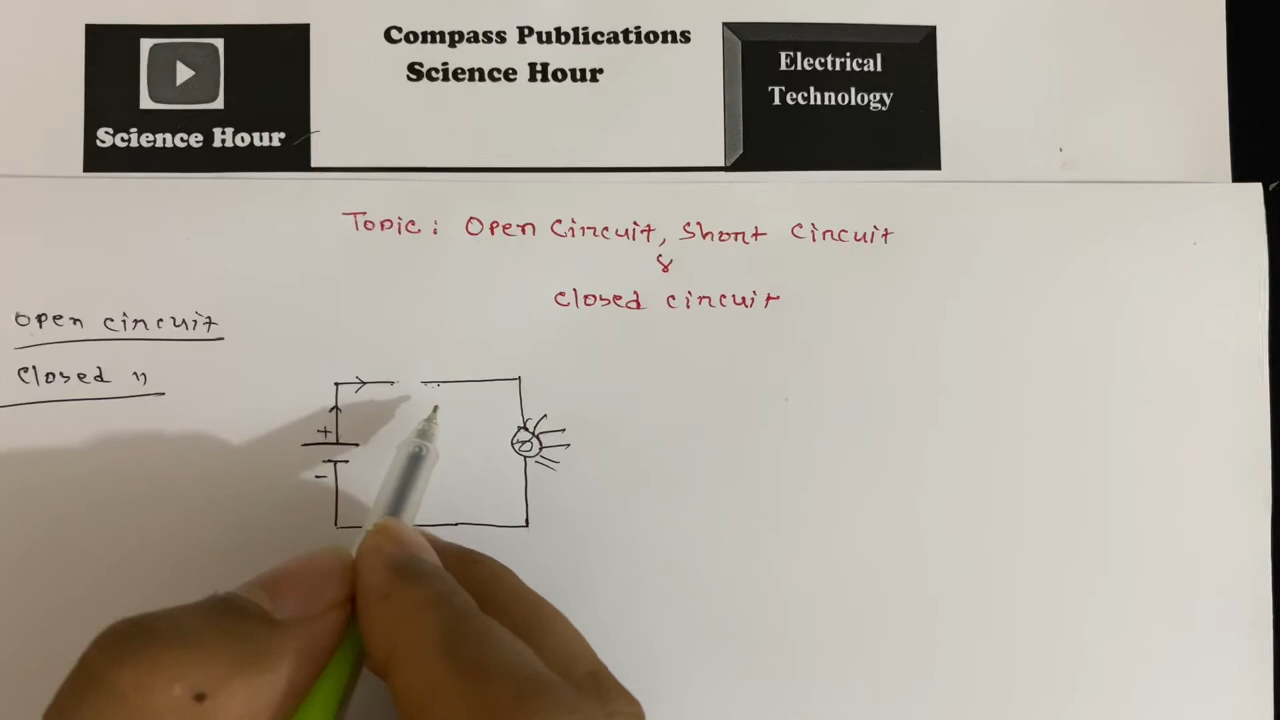 Compass Publications
Science Hour
Science Hour
Electrical
Technology
Topic: Open Circuit, Short Circuit
&
Closed circuit
Open circuit
Closed "
+
-